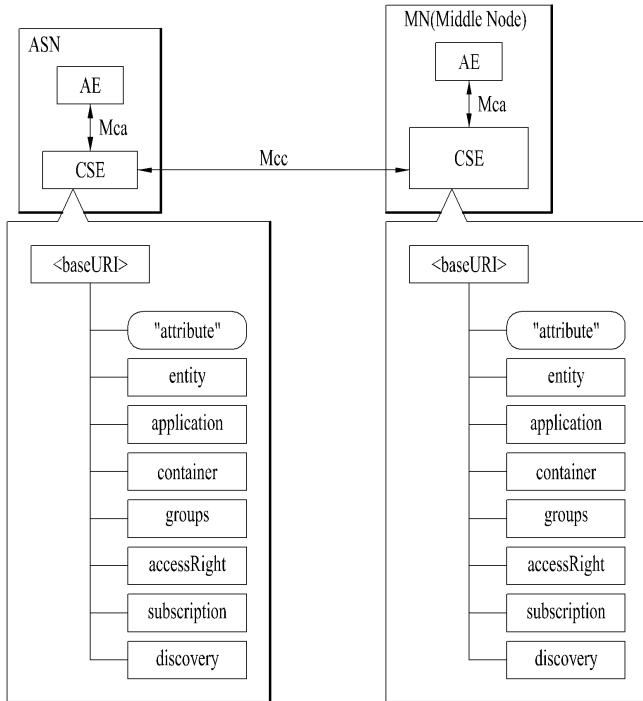 ASN
AE
Mca
CSE
Mcc
MN(Middle Node)
AE
Mca
CSE
<baseURI>
"attribute"
entity
application
container
groups
accessRight
subscription
discovery
<baseURI>
"attribute"
entity
application
container
groups
accessRight
subscription
discovery